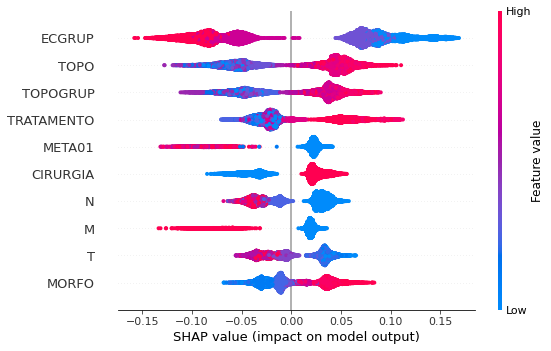 High
ECGRUP
TOPO
TOPOGRUP
TRATAMENTO
META01
CIRURGIA
N
M
T
MORFO
Feature value
Low
−0.15 −0.10 −0.05 0.00 0.05 0.10 0.15
SHAP value (impact on model output)